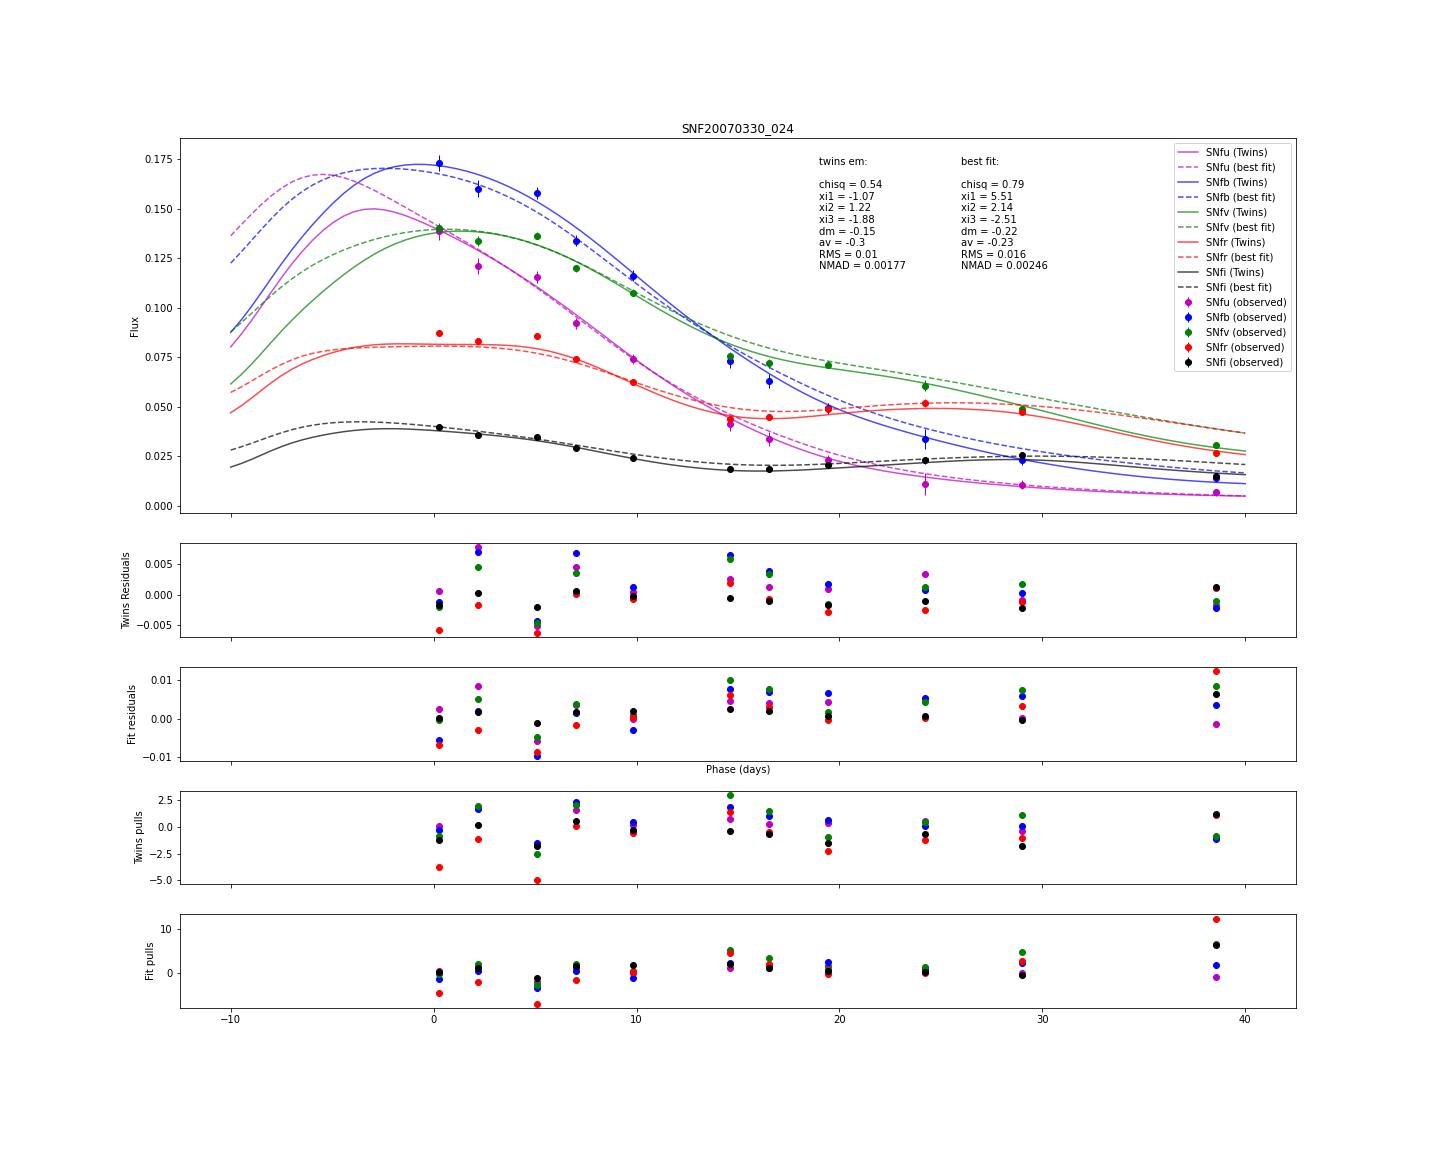 SNF20070330_024
0.175
0.150
0.125
0.100
0.075
0.050
0.025
0.000
Flux
twins em:
chisq = 0.54
xi1 = -1.07
xi2 = 1.22
xi3 = -1.88
dm = -0.15
av = -0.3
RMS = 0.01
NMAD = 0.00177
best fit:
chisq = 0.79
xi1 = 5.51
xi2 = 2.14
xi3 = -2.51
dm = -0.22
av = -0.23
RMS = 0.016
NMAD = 0.00246
SNfu (Twins)
SNfu (best fit)
SNfb (Twins)
SNfb (best fit)
SNfv (Twins)
SNfv (best fit)
SNfr (Twins)
SNfr (best fit)
SNfi (Twins)
SNfi (best fit)
SNfu (observed)
SNfb (observed)
SNfv (observed)
SNfr (observed)
SNfi (observed)
0.005
0.000
−0.005
Twins Residuals
0.01
0.00
−0.01
Fit residuals
Phase (days)
2.5
0.0
−2.5
−5.0
Twins pulls
10
0
Fit pulls
−10
0
10
20
30
40